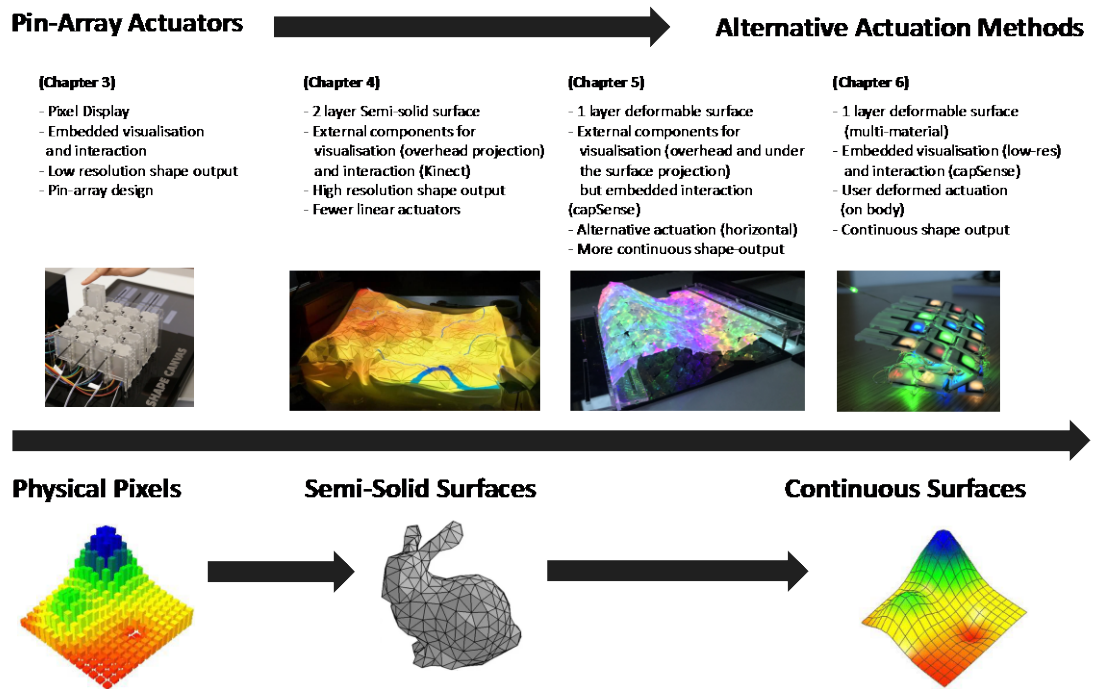 Pin-Array Actuators
Alternative Actuation Methods
(Chapter 3)
- Pixel Display
- Embedded visualisation
and interaction
- Low resolution shape output
- Pin-array design
(Chapter 4)
- 2 layer Semi-solid surface
- External components for
visualisation (overhead projection)
and interaction (Kinect)
- High resolution shape output
- Fewer linear actuators
(Chapter 5)
- 1 layer deformable surface
- External components for
visualisation (overhead and under
the surface projection)
but embedded interaction
(capSense)
- Alternative actuation (horizontal)
- More continuous shape-output
(Chapter 6)
- 1 layer deformable surface
(multi-material)
- Embedded visualisation (low-res)
and interaction (capSense)
- User deformed actuation
(on body)
- Continuous shape output
SHAPE CANVAS
Physical Pixels
Semi-Solid Surfaces
Continuous Surfaces